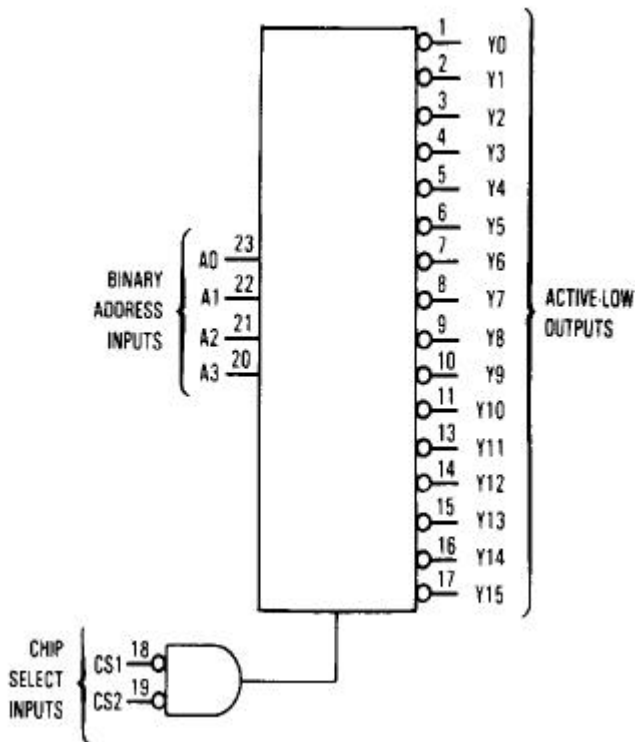 1 Y0
2 Y1
3 Y2
4 Y3
5 Y4
6 Y5
7 Y6
8 Y7
9 Y8
10 Y9
11 Y10
13 Y11
14 Y12
15 Y13
16 Y14
17 Y15
ACTIVE-LOW
OUTPUTS
BINARY
ADDRESS
INPUTS
A0 23
A1 22
A2 21
A3 20
CHIP
SELECT
INPUTS
CS1 18
CS2 19